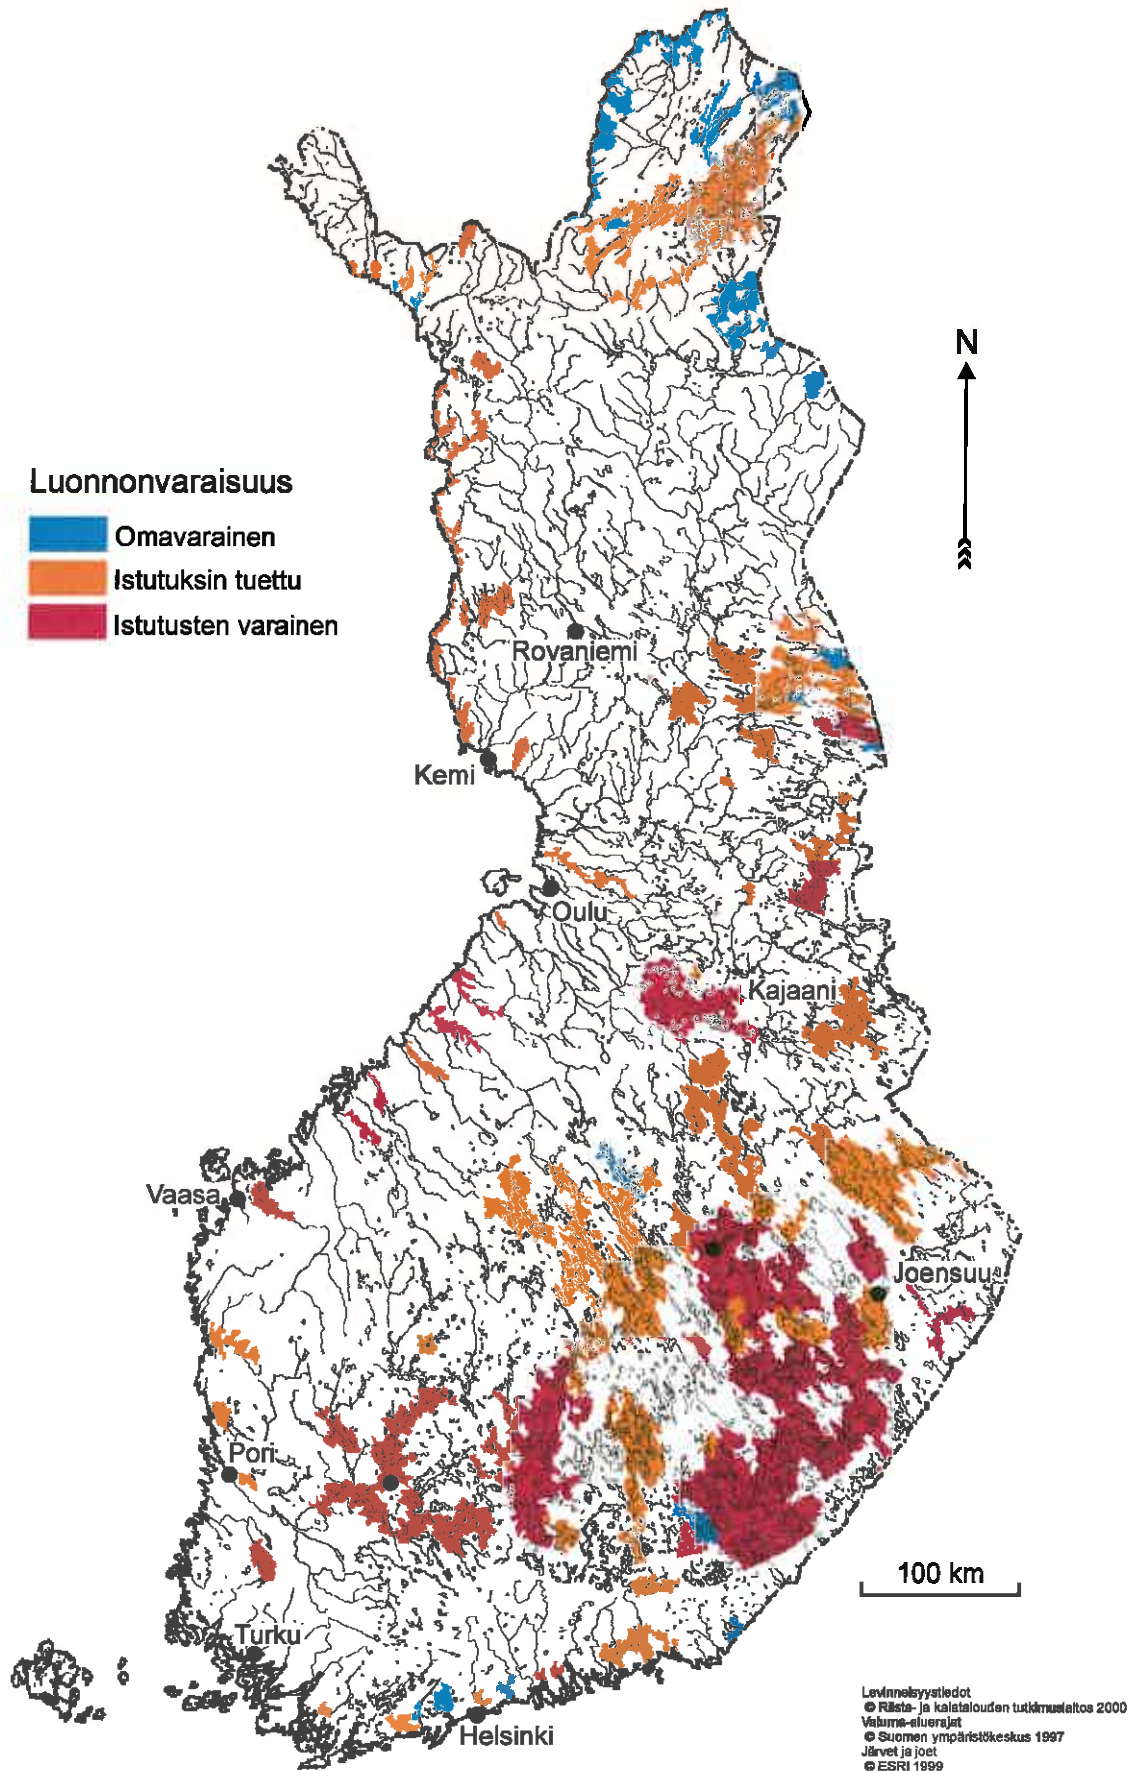 N
Luonnonvaraisuus
Omavarainen
Istutuksin tuettu
Istutusten varainen
Rovaniemi
Kemi
Oulu
Kajaani
Vaasa
Joensuu
Pori
100 km
Turku
Helsinki
Levinneisyystiedot
© Riista- ja kalatalouden tutkimuslaitos 2000
Valuma-aluerajat
© Suomen ympäristökeskus 1997
Järvet ja joet
© ESRI 1999